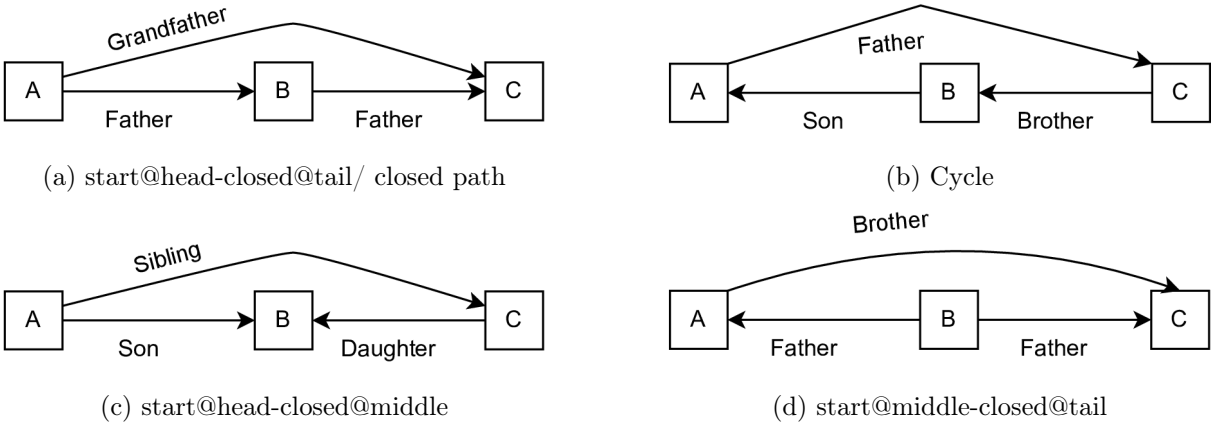 Grandfather
A
B
C
Father
Father
(a) start@head-closed@tail/ closed path
Father
A
B
C
Son
Brother
(b) Cycle
Sibling
A
B
C
Son
Daughter
(c) start@head-closed@middle
Brother
A
B
C
Father
Father
(d) start@middle-closed@tail